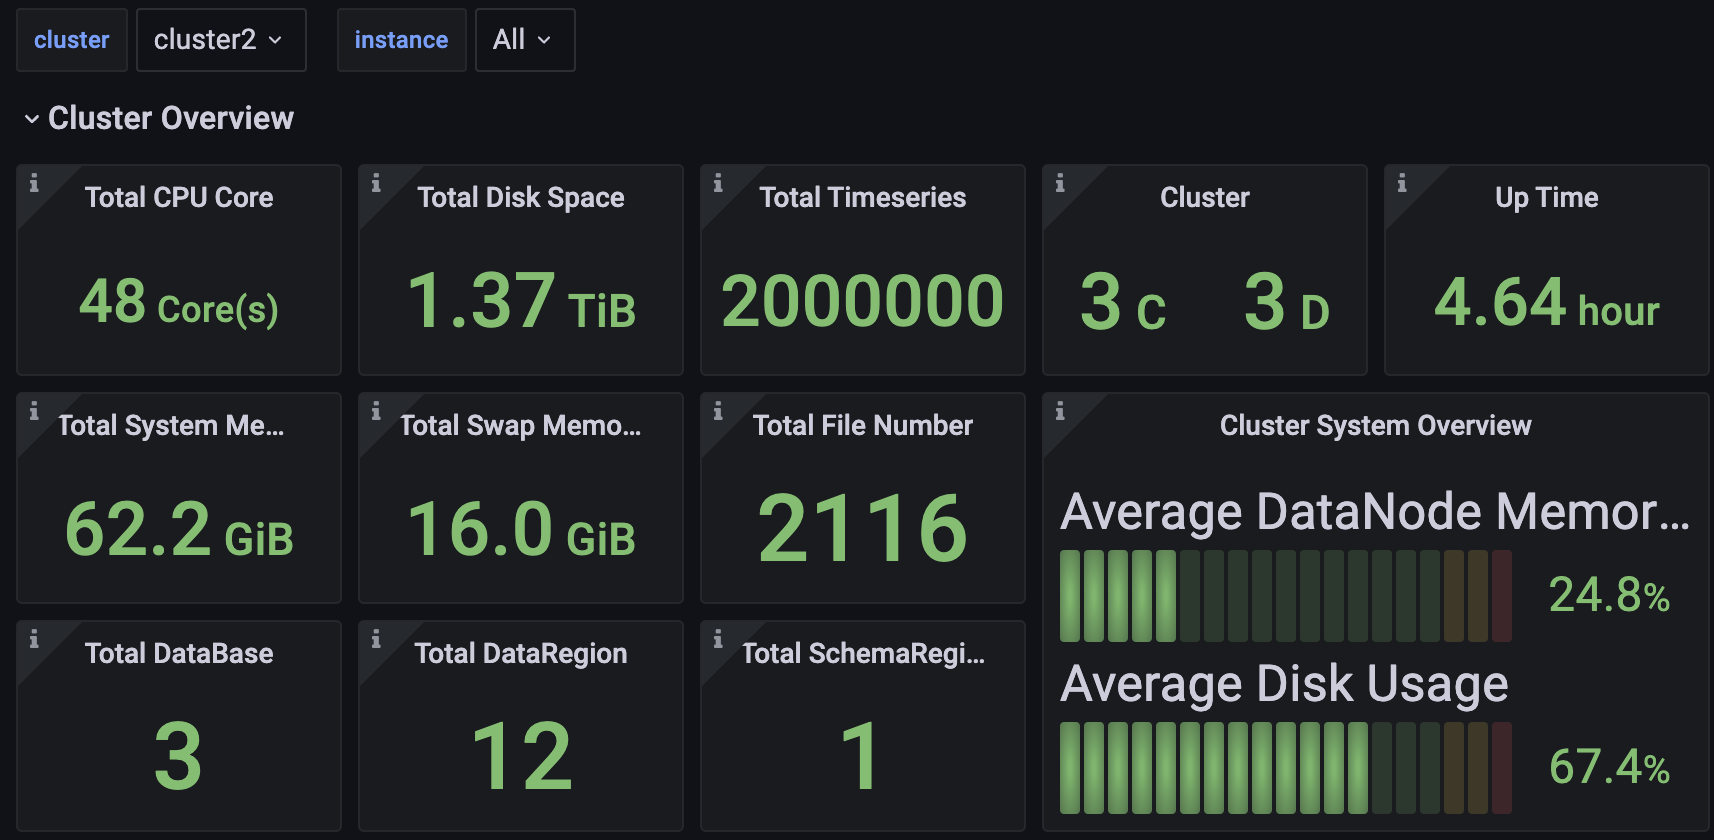 cluster cluster2 instance All
Cluster Overview
i Total CPU Core
48 Core(s)
i Total Disk Space
1.37 TiB
i Total Timeseries
2000000
i Cluster
3 C 3 D
i Up Time
4.64 hour
i Total System Me...
62.2 GiB
i Total Swap Memo...
16.0 GiB
i Total File Number
2116
i Cluster System Overview
Average DataNode Memor...
24.8%
Average Disk Usage
67.4%
i Total DataBase
3
i Total DataRegion
12
i Total SchemaRegi...
1